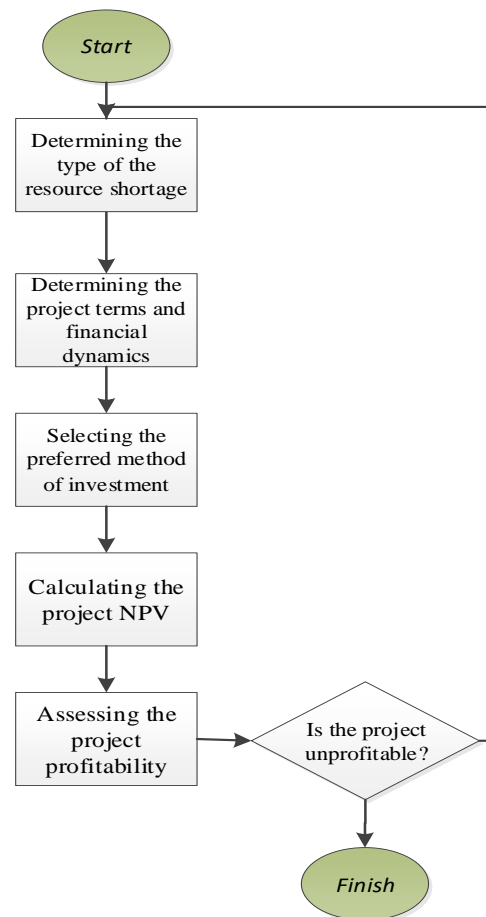 Start
Determining the
type of the
resource shortage
Determining the
project terms and
financial
dynamics
Selecting the
preferred method
of investment
Calculating the
project NPV
Assessing the
project
profitability
Is the project
unprofitable?
Finish